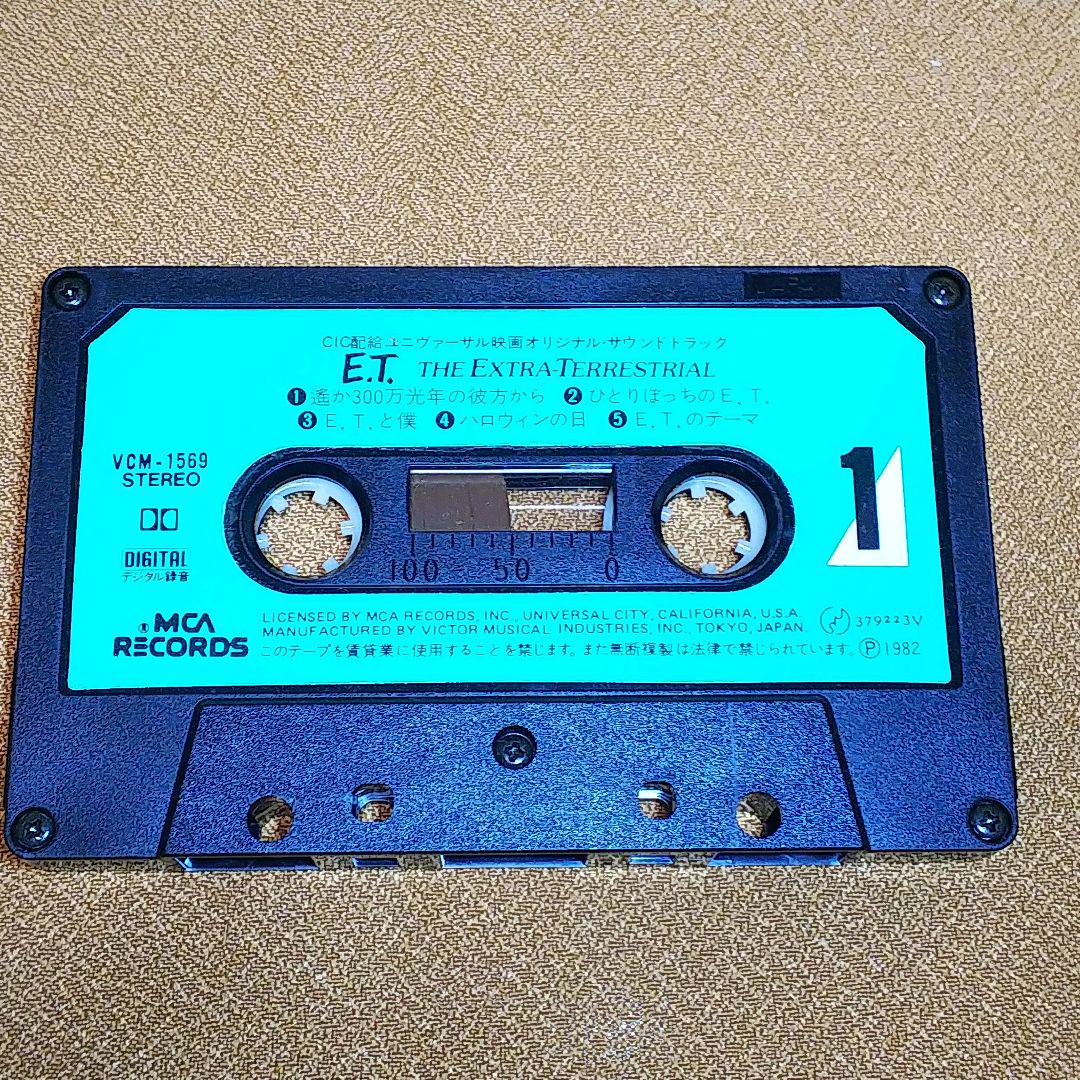 CIC配給ユニヴァーサル映画オリジナル・サウンドトラック
E.T. THE EXTRA-TERRESTRIAL
❶遙か300万光年の彼方から ❷ひとりぼっちのE.T.
❸E.T.と僕 ❹ハロウィンの日 ❺E.T.のテーマ
VCM-1569
STEREO
DIGITAL
デジタル録音
1
100 50 0
MCA
RECORDS
LICENSED BY MCA RECORDS, INC., UNIVERSAL CITY, CALIFORNIA, U.S.A.
MANUFACTURED BY VICTOR MUSICAL INDUSTRIES, INC., TOKYO, JAPAN.
379223V
このテープを賃貸業に使用することを禁じます。また無断複製は法律で禁じられています。Ⓟ1982